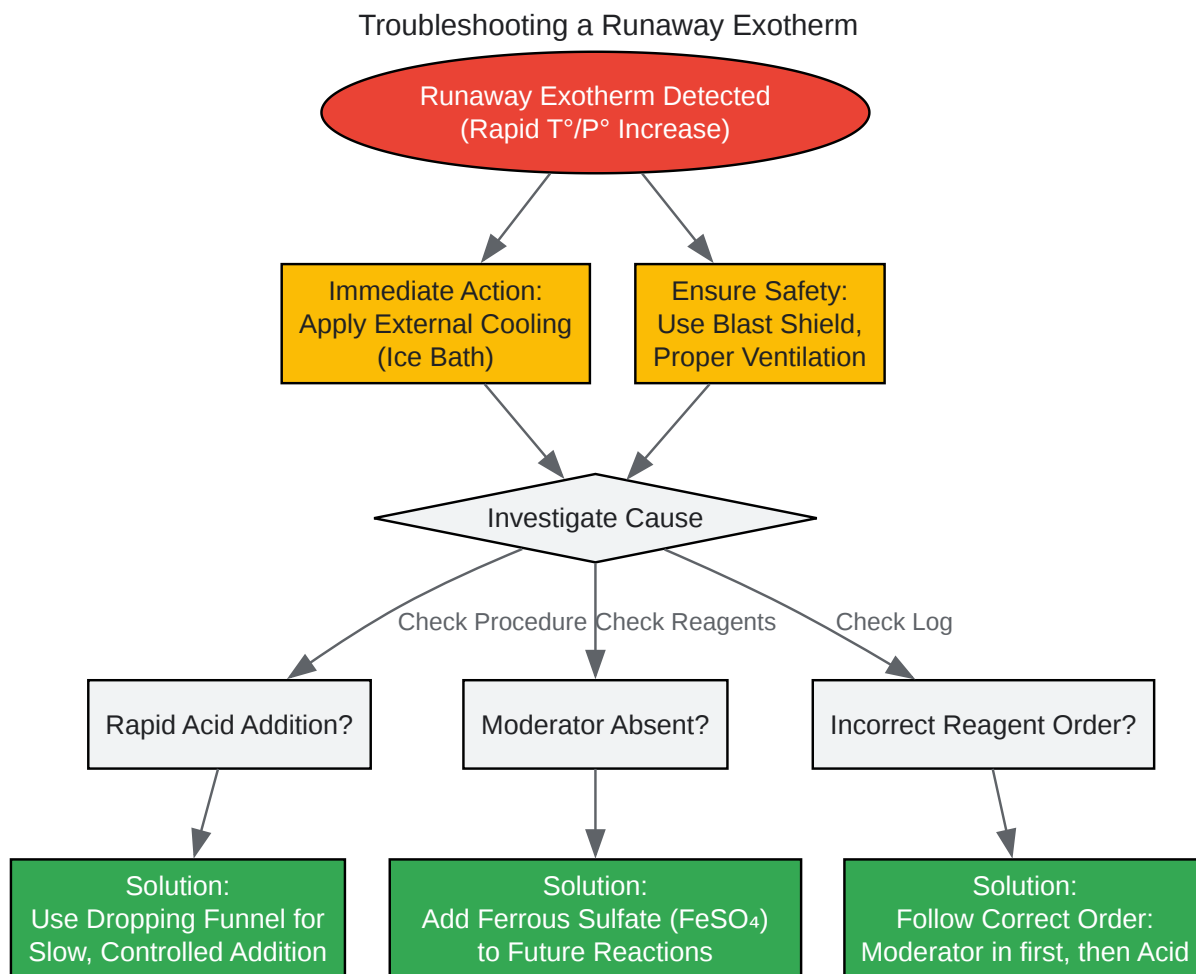 Troubleshooting a Runaway Exotherm
Runaway Exotherm Detected
(Rapid T°/P° Increase)
Immediate Action:
Apply External Cooling
(Ice Bath)
Ensure Safety:
Use Blast Shield,
Proper Ventilation
Investigate Cause
Check Procedure
Check Reagents
Check Log
Rapid Acid Addition?
Moderator Absent?
Incorrect Reagent Order?
Solution:
Use Dropping Funnel for
Slow, Controlled Addition
Solution:
Add Ferrous Sulfate (FeSO₄)
to Future Reactions
Solution:
Follow Correct Order:
Moderator in first, then Acid